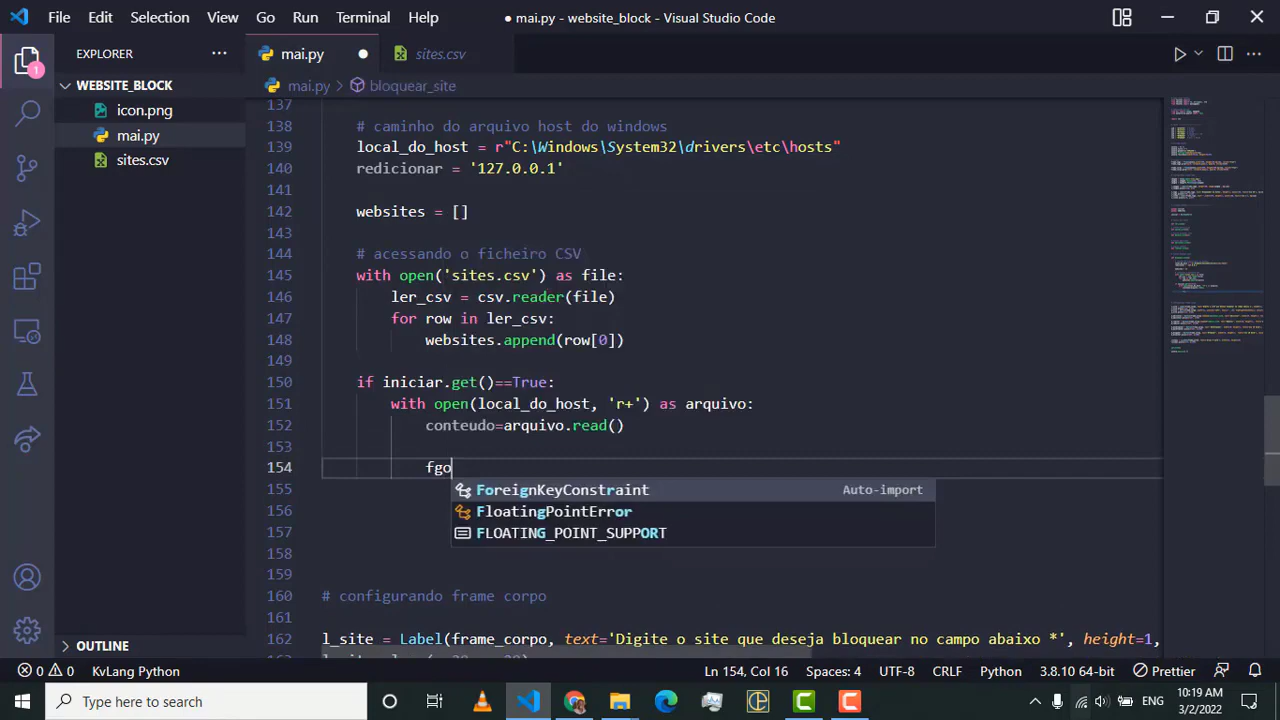 File Edit Selection View Go Run Terminal Help
● mai.py - website_block - Visual Studio Code
EXPLORER
mai.py
sites.csv
WEBSITE_BLOCK
icon.png
mai.py
sites.csv
OUTLINE
1
mai.py > bloquear_site
137
138 # caminho do arquivo host do windows
139 local_do_host = r"C:\Windows\System32\drivers\etc\hosts"
140 redicionar = '127.0.0.1'
141
142 websites = []
143
144 # acessando o ficheiro CSV
145 with open('sites.csv') as file:
146 ler_csv = csv.reader(file)
147 for row in ler_csv:
148 websites.append(row[0])
149
150 if iniciar.get()==True:
151 with open(local_do_host, 'r+') as arquivo:
152 conteudo=arquivo.read()
153
154 fgo
ForeignKeyConstraint Auto-import
FloatingPointError
FLOATING_POINT_SUPPORT
155
156
157
158
159
160 # configurando frame corpo
161
162 l_site = Label(frame_corpo, text='Digite o site que deseja bloquear no campo abaixo *', height=1,
0 0 KvLang Python
Ln 154, Col 16 Spaces: 4 UTF-8 CRLF Python 3.8.10 64-bit Prettier
Type here to search
ENG
10:19 AM
3/2/2022